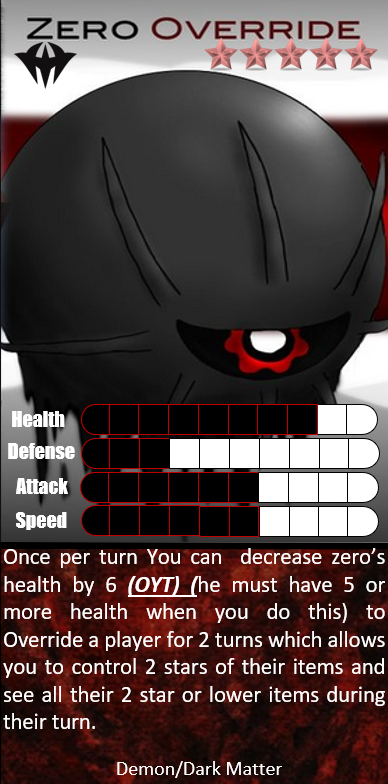 Zero Override
Health
Defense
Attack
Speed
Once per turn You can decrease zero's
health by 6 (OYT) (he must have 5 or
more health when you do this) to
Override a player for 2 turns which allows
you to control 2 stars of their items and
see all their 2 star or lower items during
their turn.
Demon/Dark Matter